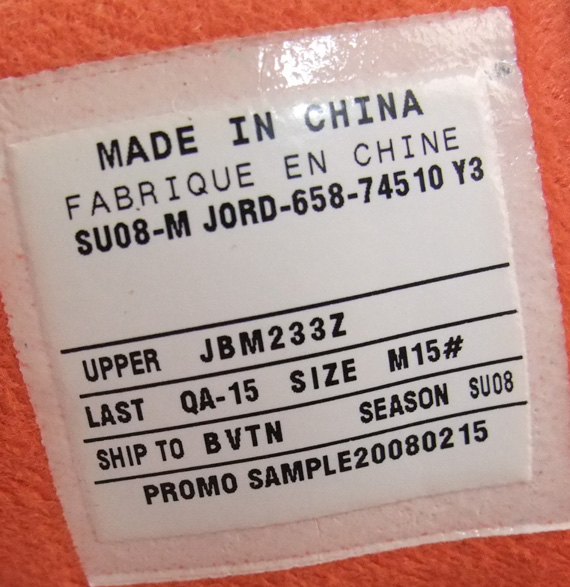 MADE IN CHINA
FABRIQUE EN CHINE
SU08-M JORD-658-74510 Y3
UPPER JBM233Z
LAST QA-15 SIZE M15#
SHIP TO BVTN SEASON SU08
PROMO SAMPLE20080215